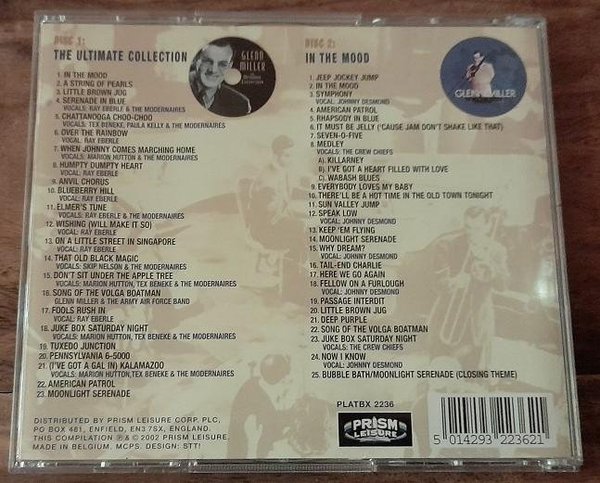 DISC 1:
THE ULTIMATE COLLECTION
GLENN
MILLER
1. IN THE MOOD
2. A STRING OF PEARLS
3. LITTLE BROWN JUG
4. SERENADE IN BLUE
VOCALS: RAY EBERLE & THE MODERNAIRES
5. CHATTANOOGA CHOO-CHOO
VOCALS: TEX BENEKE, PAULA KELLY & THE MODERNAIRES
6. OVER THE RAINBOW
VOCAL: RAY EBERLE
7. WHEN JOHNNY COMES MARCHING HOME
VOCALS: MARION HUTTON & THE MODERNAIRES
8. HUMPTY DUMPTY HEART
VOCAL: RAY EBERLE
9. ANVIL CHORUS
10. BLUEBERRY HILL
VOCAL: RAY EBERLE
11. ELMER'S TUNE
VOCALS: RAY EBERLE & THE MODERNAIRES
12. WISHING (WILL MAKE IT SO)
VOCAL: RAY EBERLE
13. ON A LITTLE STREET IN SINGAPORE
VOCAL: RAY EBERLE
14. THAT OLD BLACK MAGIC
VOCALS: SKIP NELSON & THE MODERNAIRES
15. DON'T SIT UNDER THE APPLE TREE
VOCALS: MARION HUTTON, TEX BENEKE & THE MODERNAIRES
16. SONG OF THE VOLGA BOATMAN
GLENN MILLER & THE ARMY AIR FORCE BAND
17. FOOLS RUSH IN
VOCAL: RAY EBERLE
18. JUKE BOX SATURDAY NIGHT
VOCALS: MARION HUTTON, TEX BENEKE & THE MODERNAIRES
19. TUXEDO JUNCTION
20. PENNSYLVANIA 6-5000
21. (I'VE GOT A GAL IN) KALAMAZOO
VOCALS: MARION HUTTON, TEX BENEKE & THE MODERNAIRES
22. AMERICAN PATROL
23. MOONLIGHT SERENADE
DISC 2:
IN THE MOOD
GLENN MILLER
1. JEEP JOCKEY JUMP
2. IN THE MOOD
3. SYMPHONY
VOCAL: JOHNNY DESMOND
4. AMERICAN PATROL
5. RHAPSODY IN BLUE
6. IT MUST BE JELLY ('CAUSE JAM DON'T SHAKE LIKE THAT)
7. SEVEN-O-FIVE
8. MEDLEY
VOCALS: THE CREW CHIEFS
A). KILLARNEY
B). I'VE GOT A HEART FILLED WITH LOVE
C). WABASH BLUES
9. EVERYBODY LOVES MY BABY
10. THERE'LL BE A HOT TIME IN THE OLD TOWN TONIGHT
11. SUN VALLEY JUMP
12. SPEAK LOW
VOCAL: JOHNNY DESMOND
13. KEEP 'EM FLYING
14. MOONLIGHT SERENADE
15. WHY DREAM?
VOCAL: JOHNNY DESMOND
16. TAIL-END CHARLIE
17. HERE WE GO AGAIN
18. FELLOW ON A FURLOUGH
VOCAL: JOHNNY DESMOND
19. PASSAGE INTERDIT
20. LITTLE BROWN JUG
21. DEEP PURPLE
22. SONG OF THE VOLGA BOATMAN
23. JUKE BOX SATURDAY NIGHT
VOCALS: THE CREW CHIEFS
24. NOW I KNOW
VOCAL: JOHNNY DESMOND
25. BUBBLE BATH/MOONLIGHT SERENADE (CLOSING THEME)
PLATBX 2236
DISTRIBUTED BY PRISM LEISURE CORP. PLC,
PO BOX 481, ENFIELD, EN3 7SX, ENGLAND.
THIS COMPILATION ℗ & © 2002 PRISM LEISURE.
MADE IN BELGIUM. MCPS. DESIGN: STT!
PRISM
LEISURE
5 014293 223621